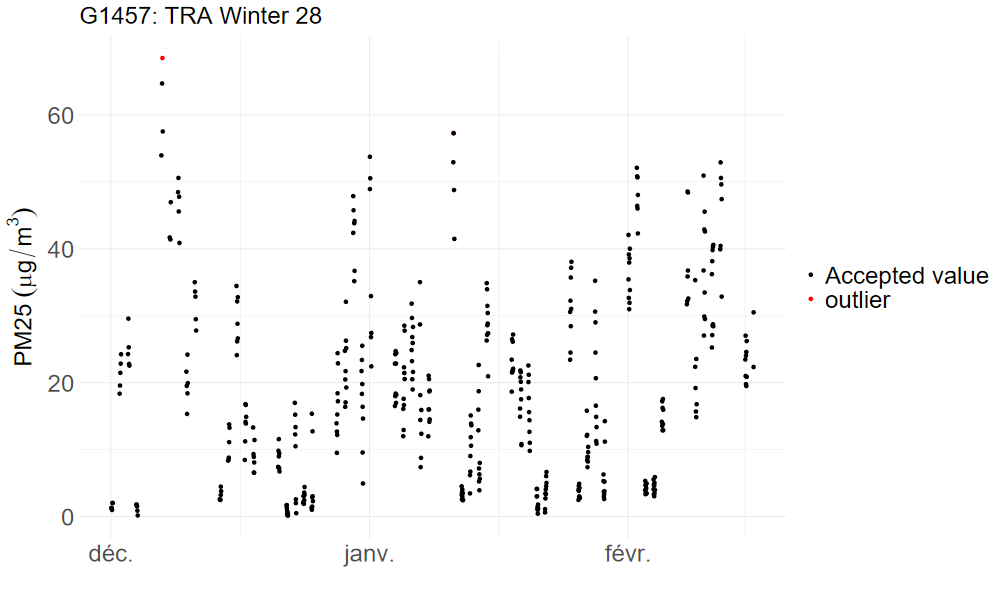 G1457: TRA Winter 28
PM25 (μg/m³)
60
40
20
0
déc.
janv.
févr.
Accepted value
outlier